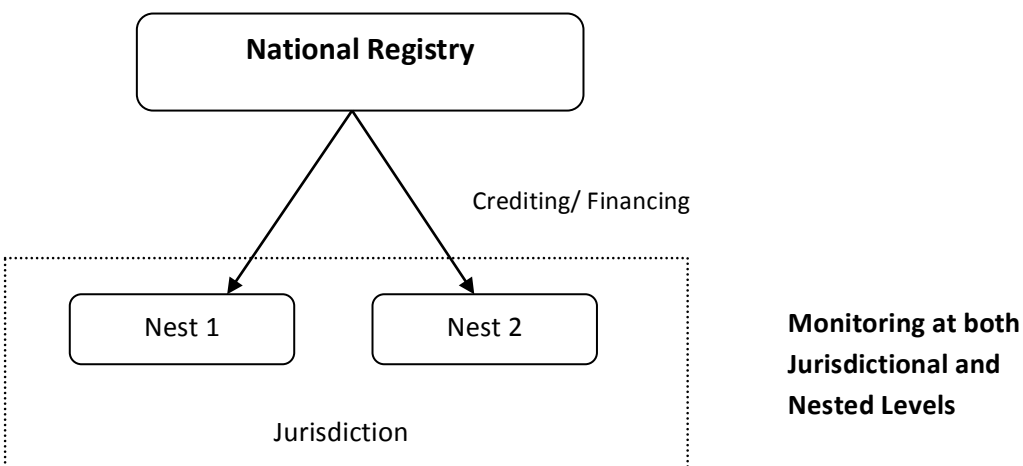 National Registry
Crediting/ Financing
Nest 1
Nest 2
Monitoring at both
Jurisdictional and
Nested Levels
Jurisdiction